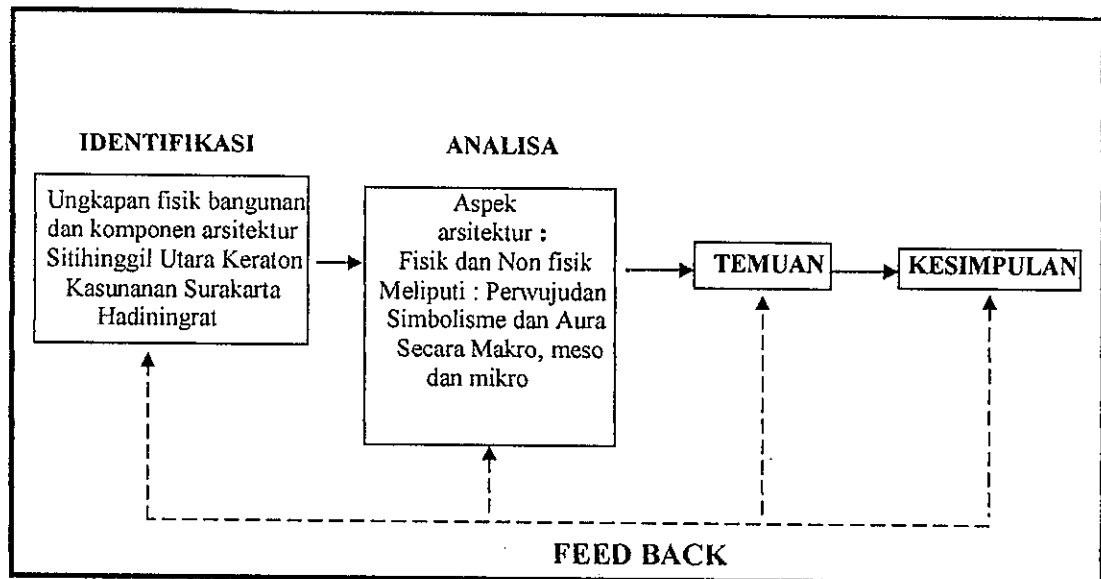 IDENTIFIKASI
Ungkapan fisik bangunan
dan komponen arsitektur
Sitihinggil Utara Keraton
Kasunanan Surakarta
Hadiningrat
ANALISA
Aspek
arsitektur :
Fisik dan Non fisik
Meliputi : Perwujudan
Simbolisme dan Aura
Secara Makro, meso
dan mikro
TEMUAN
KESIMPULAN
FEED BACK